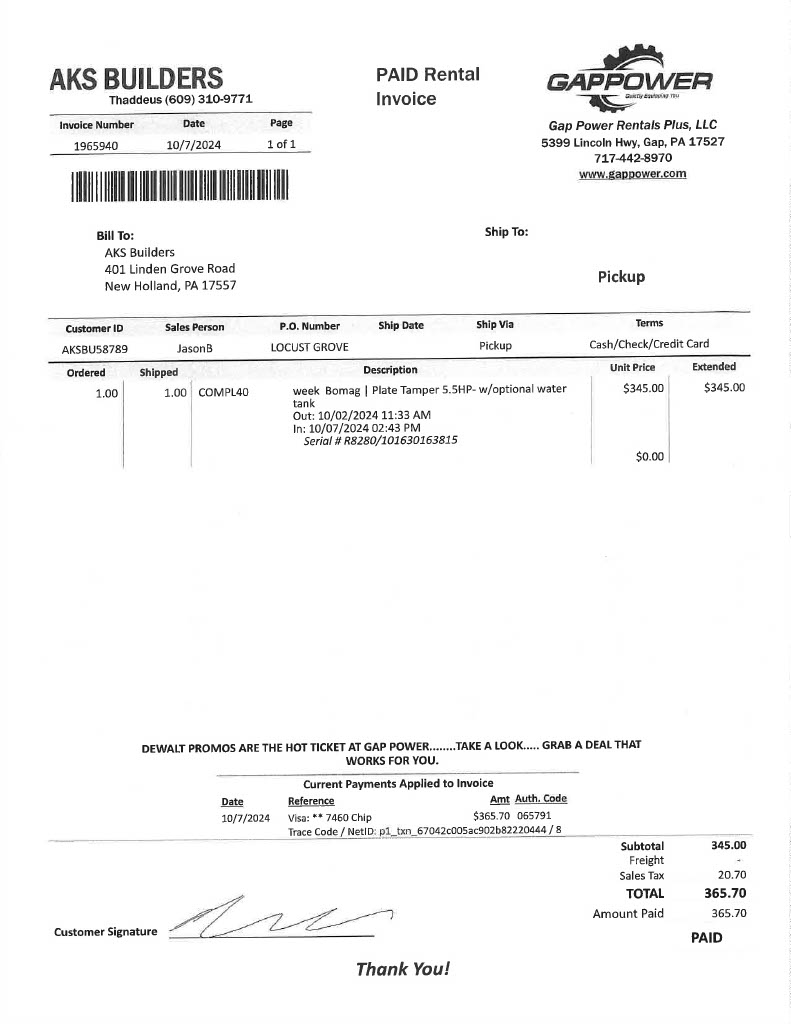 AKS BUILDERS
Thaddeus (609) 310-9771
PAID Rental
Invoice
GAPPOWER
Quietly Equipping You
Gap Power Rentals Plus, LLC
5399 Lincoln Hwy, Gap, PA 17527
717-442-8970
www.gappower.com
Invoice Number Date Page
1965940 10/7/2024 1 of 1
Bill To:
AKS Builders
401 Linden Grove Road
New Holland, PA 17557
Ship To:
Pickup
Customer ID Sales Person P.O. Number Ship Date Ship Via Terms
AKSBU58789 JasonB LOCUST GROVE Pickup Cash/Check/Credit Card
Ordered Shipped Description Unit Price Extended
1.00 1.00 COMPL40 week Bomag | Plate Tamper 5.5HP- w/optional water $345.00 $345.00
tank
Out: 10/02/2024 11:33 AM
In: 10/07/2024 02:43 PM
Serial # R8280/101630163815
$0.00
DEWALT PROMOS ARE THE HOT TICKET AT GAP POWER........TAKE A LOOK..... GRAB A DEAL THAT
WORKS FOR YOU.
Current Payments Applied to Invoice
Date Reference Amt Auth. Code
10/7/2024 Visa: ** 7460 Chip $365.70 065791
Trace Code / NetID: p1_txn_67042c005ac902b82220444 / 8
Subtotal 345.00
Freight -
Sales Tax 20.70
TOTAL 365.70
Amount Paid 365.70
PAID
Customer Signature
Thank You!